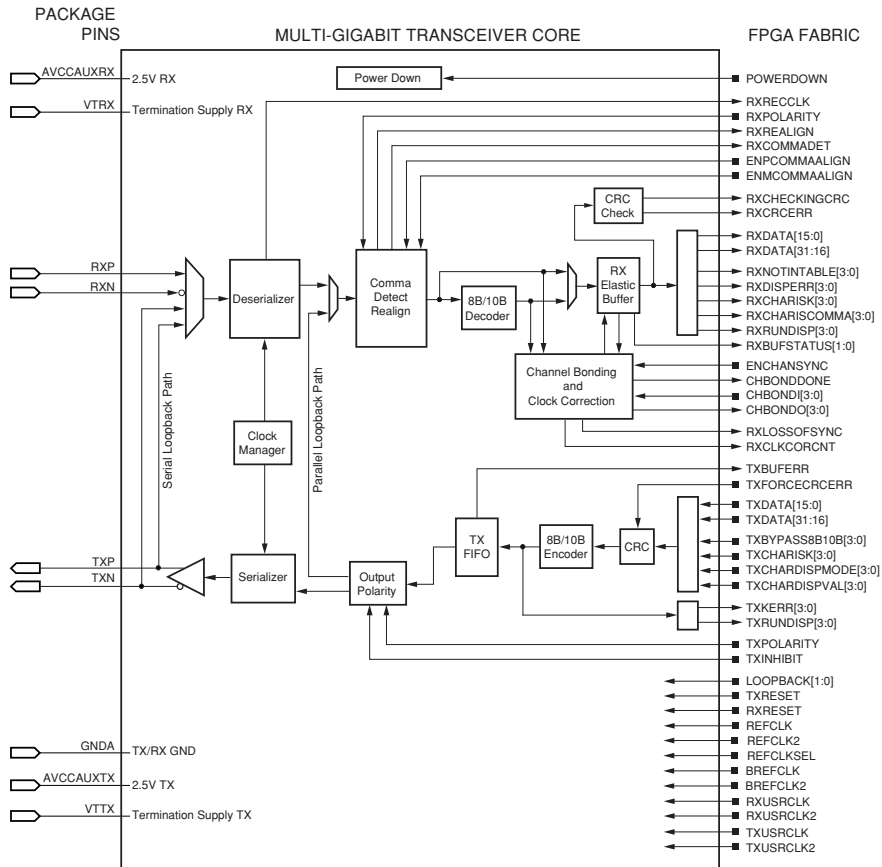 PACKAGE
PINS
MULTI-GIGABIT TRANSCEIVER CORE
FPGA FABRIC
AVCCAUXRX
2.5V RX
VTRX
Termination Supply RX
Power Down
POWERDOWN
RXRECCLK
RXPOLARITY
RXREALIGN
RXCOMMADET
ENPCOMMAALIGN
ENMCOMMAALIGN
CRC
Check
RXCHECKINGCRC
RXCRCERR
RXDATA[15:0]
RXDATA[31:16]
RXNOTINTABLE[3:0]
RXDISPERR[3:0]
RXCHARISK[3:0]
RXCHARISCOMMA[3:0]
RXRUNDISP[3:0]
RXBUFSTATUS[1:0]
RXP
RXN
Deserializer
Comma
Detect
Realign
8B/10B
Decoder
RX
Elastic
Buffer
Channel Bonding
and
Clock Correction
ENCHANSYNC
CHBONDDONE
CHBONDI[3:0]
CHBONDO[3:0]
RXLOSSOFSYNC
RXCLKCORCNT
Serial Loopback Path
Clock
Manager
Parallel Loopback Path
TXBUFERR
TXFORCECRCERR
TXDATA[15:0]
TXDATA[31:16]
TXBYPASS8B10B[3:0]
TXCHARISK[3:0]
TXCHARDISPMODE[3:0]
TXCHARDISPVAL[3:0]
TXKERR[3:0]
TXRUNDISP[3:0]
TXPOLARITY
TXINHIBIT
TX
FIFO
8B/10B
Encoder
CRC
TXP
TXN
Serializer
Output
Polarity
LOOPBACK[1:0]
TXRESET
RXRESET
REFCLK
REFCLK2
REFCLKSEL
BREFCLK
BREFCLK2
RXUSRCLK
RXUSRCLK2
TXUSRCLK
TXUSRCLK2
GNDA
TX/RX GND
AVCCAUXTX
2.5V TX
VTTX
Termination Supply TX